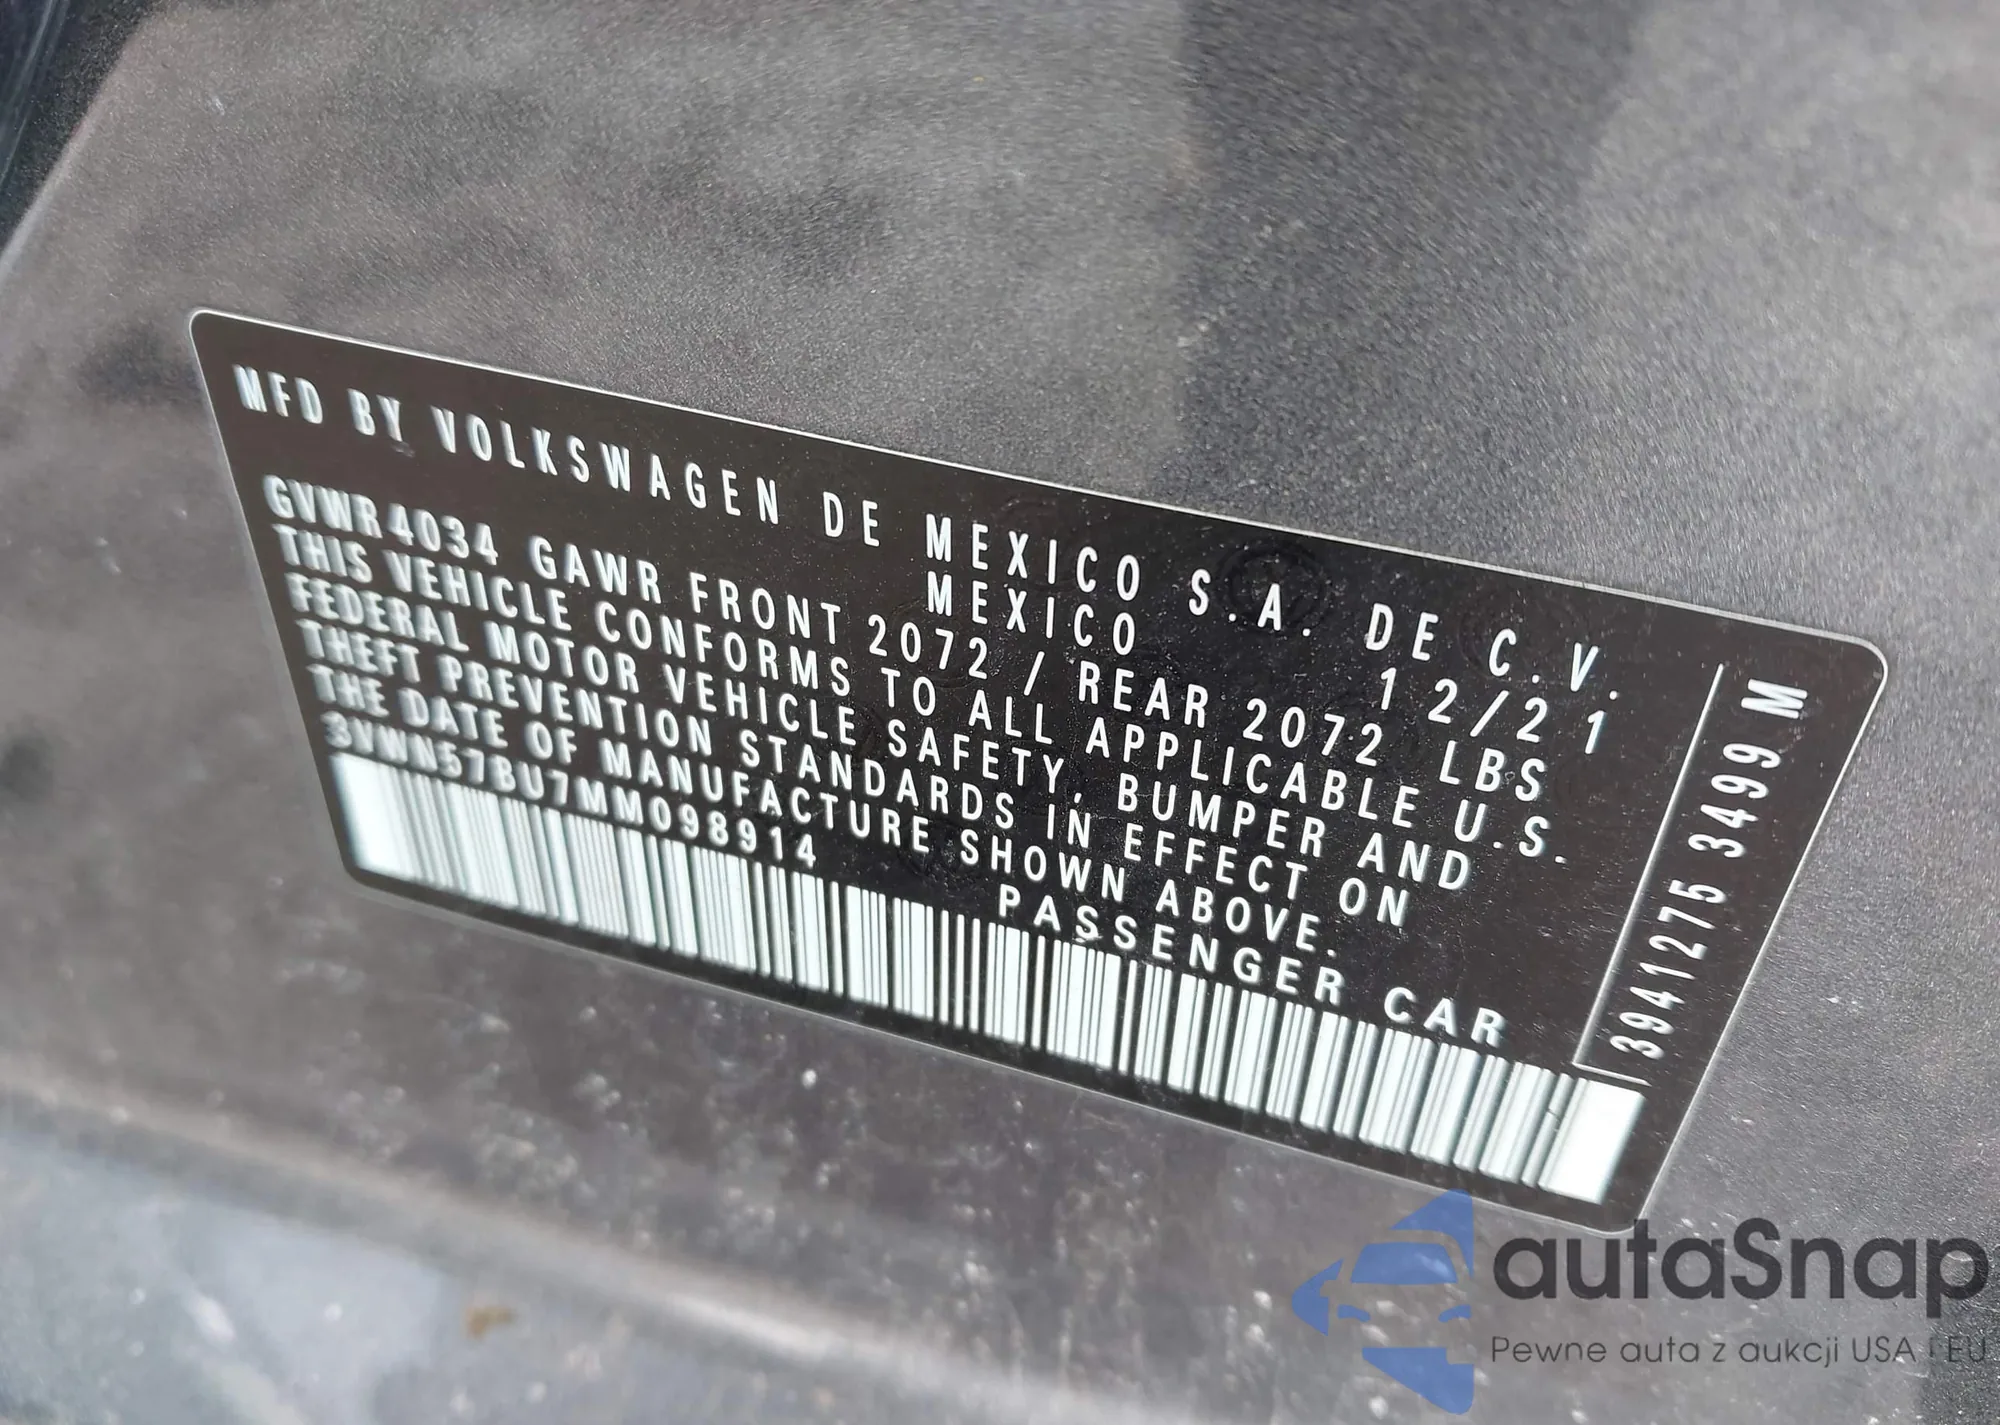 MFD BY VOLKSWAGEN DE MEXICO S.A. DE C.V.
MEXICO 12/21
GVWR4034 GAWR FRONT 2072 / REAR 2072 LBS
THIS VEHICLE CONFORMS TO ALL APPLICABLE U.S.
FEDERAL MOTOR VEHICLE SAFETY, BUMPER AND
THEFT PREVENTION STANDARDS IN EFFECT ON
THE DATE OF MANUFACTURE SHOWN ABOVE.
3VWN57BU7MM098914 PASSENGER CAR
3941275 3499 M
autaSnap
Pewne auta z aukcji USA i EU